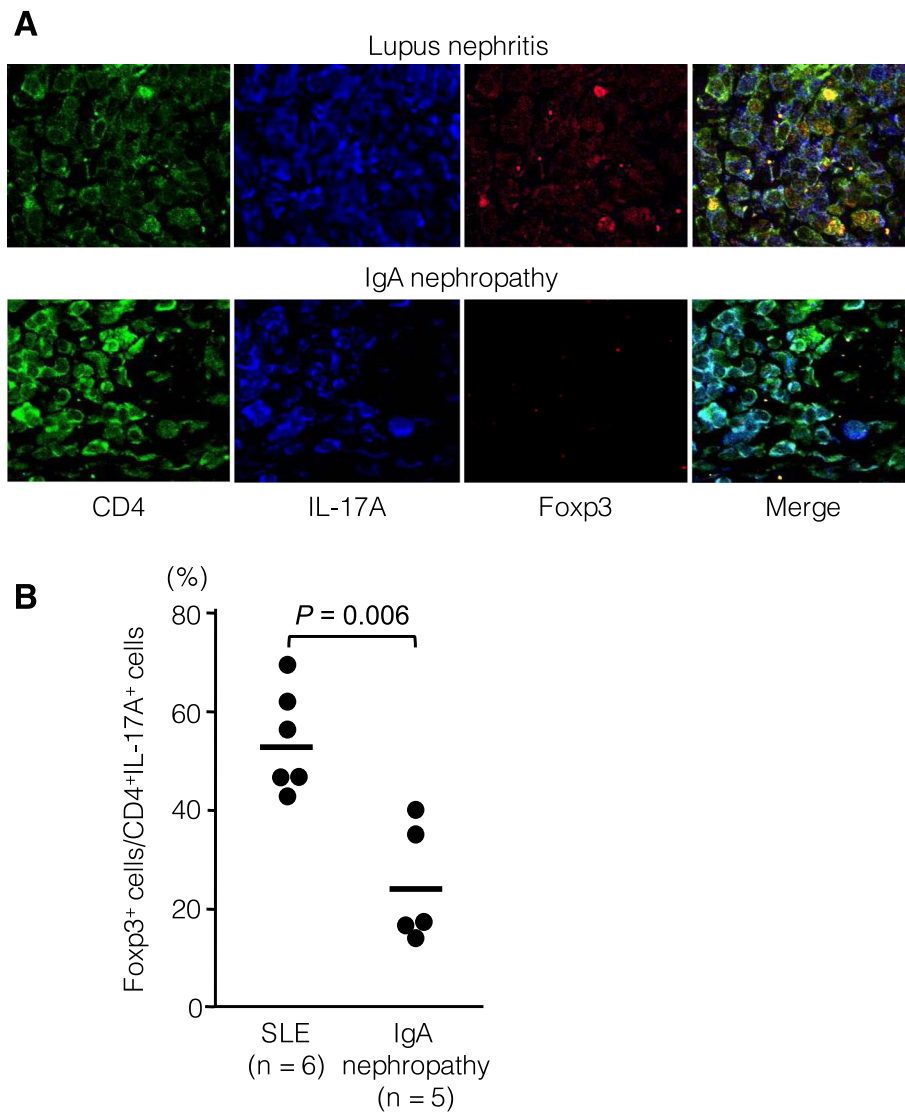 A
Lupus nephritis
IgA nephropathy
CD4 IL-17A Foxp3 Merge
B
(%)
P = 0.006
80
60
40
20
0
Foxp3⁺ cells/CD4⁺IL-17A⁺ cells
SLE
(n = 6)
IgA
nephropathy
(n = 5)